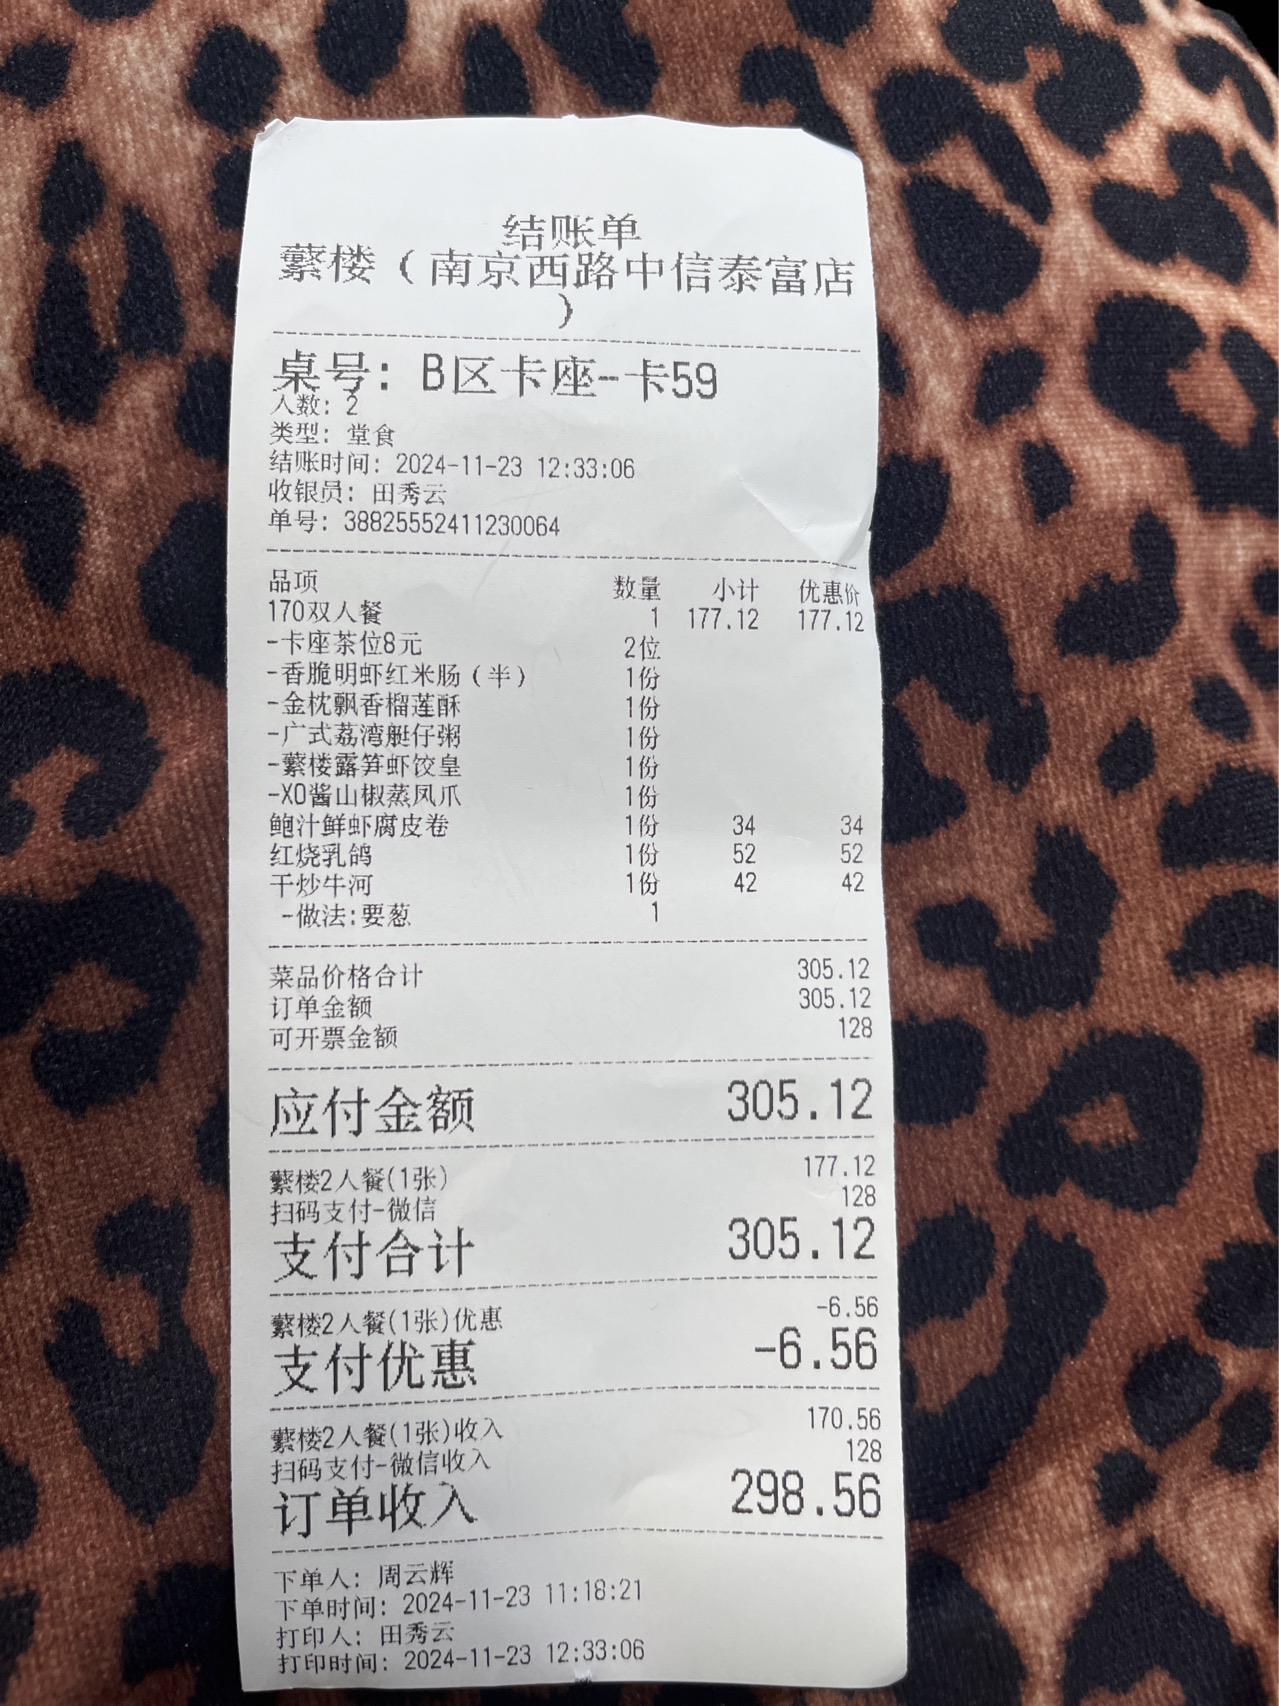 结账单
蘩楼（南京西路中信泰富店
）
桌号: B区卡座-卡59
人数: 2
类型: 堂食
结账时间: 2024-11-23 12:33:06
收银员: 田秀云
单号: 38825552411230064
品项 数量 小计 优惠价
170双人餐 1 177.12 177.12
-卡座茶位8元 2位
-香脆明虾红米肠（半） 1份
-金枕飘香榴莲酥 1份
-广式荔湾艇仔粥 1份
-蘩楼露笋虾饺皇 1份
-XO酱山椒蒸凤爪 1份
鲍汁鲜虾腐皮卷 1份 34 34
红烧乳鸽 1份 52 52
干炒牛河 1份 42 42
-做法:要葱 1
菜品价格合计 305.12
订单金额 305.12
可开票金额 128
应付金额 305.12
蘩楼2人餐(1张) 177.12
扫码支付-微信 128
支付合计 305.12
蘩楼2人餐(1张)优惠 -6.56
支付优惠 -6.56
蘩楼2人餐(1张)收入 170.56
扫码支付-微信收入 128
订单收入 298.56
下单人: 周云辉
下单时间: 2024-11-23 11:18:21
打印人: 田秀云
打印时间: 2024-11-23 12:33:06